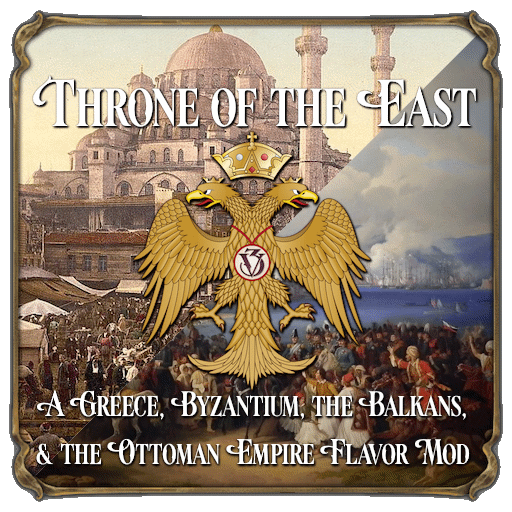 THRONE OF THE EAST
A GREECE, BYZANTIUM, THE BALKANS,
& THE OTTOMAN EMPIRE FLAVOR MOD